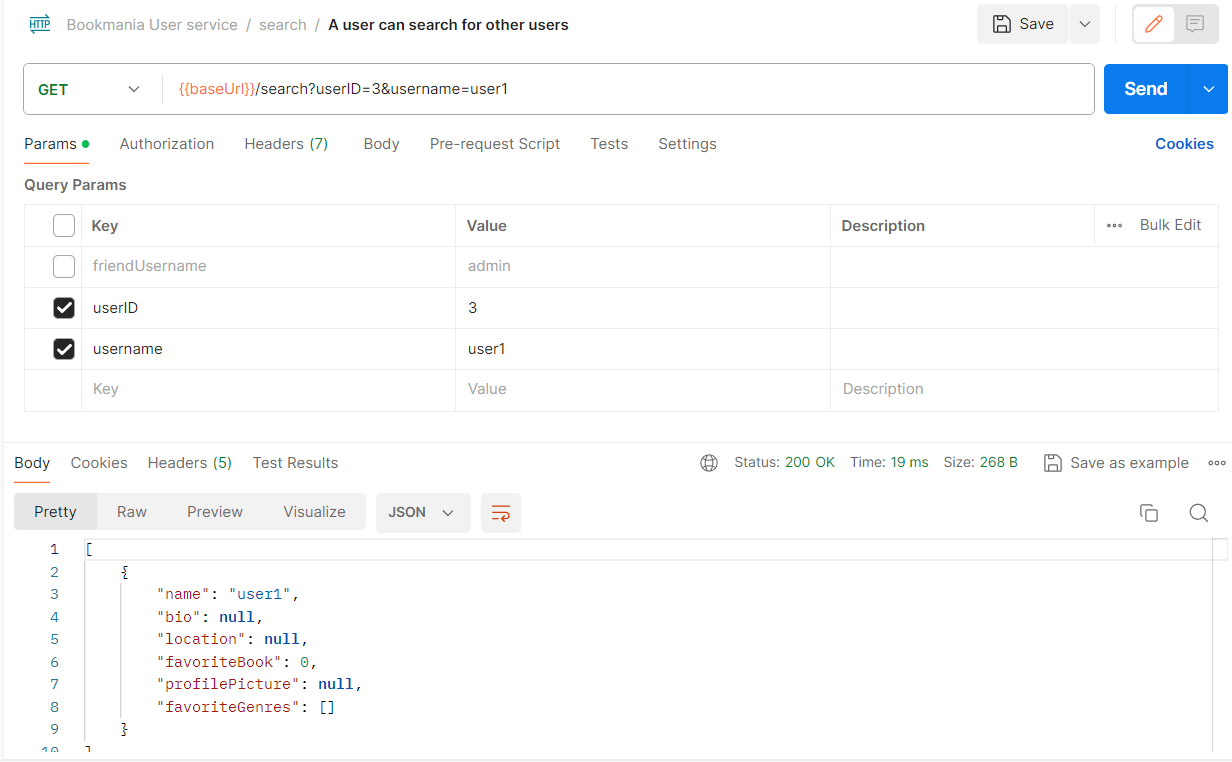 HTTP Bookmania User service / search / A user can search for other users Save
GET {{baseUrl}}/search?userID=3&username=user1 Send
Params Authorization Headers (7) Body Pre-request Script Tests Settings Cookies
Query Params
Key Value Description ••• Bulk Edit
friendUsername admin
userID 3
username user1
Key Value Description
Body Cookies Headers (5) Test Results Status: 200 OK Time: 19 ms Size: 268 B Save as example
Pretty Raw Preview Visualize JSON
1 [
2 {
3 "name": "user1",
4 "bio": null,
5 "location": null,
6 "favoriteBook": 0,
7 "profilePicture": null,
8 "favoriteGenres": []
9 }
10 ]